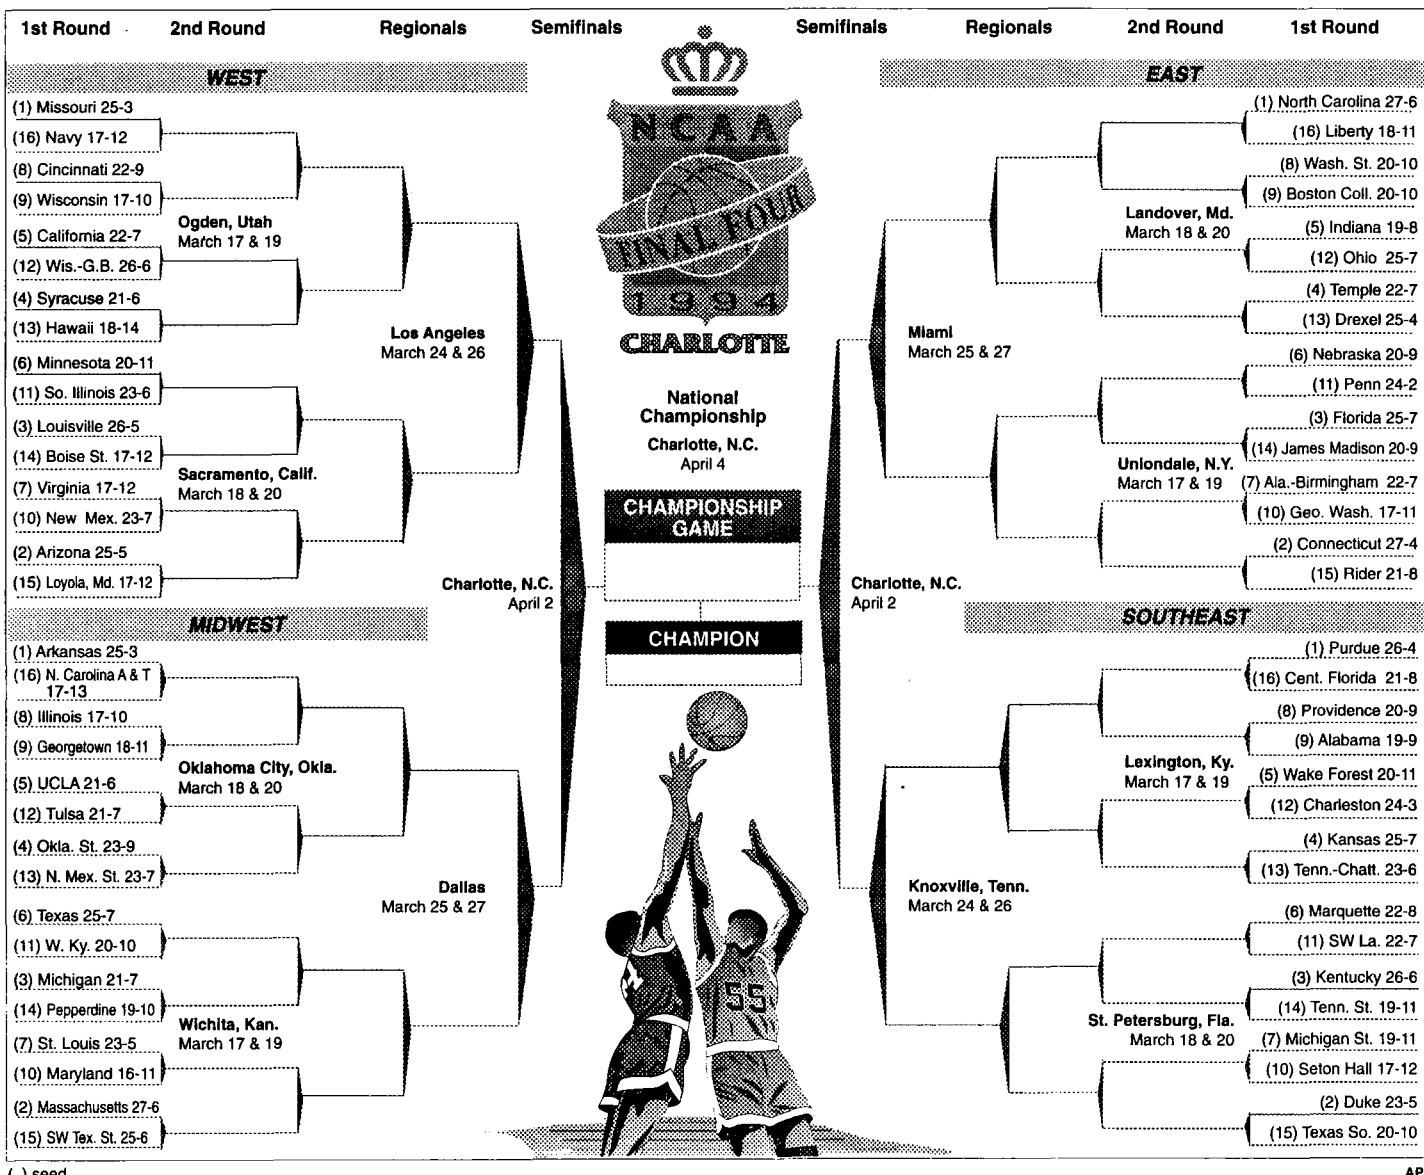 1st Round
2nd Round
Regionals
Semifinals
Semifinals
Regionals
2nd Round
1st Round
WEST
(1) Missouri 25-3
(16) Navy 17-12
(8) Cincinnati 22-9
(9) Wisconsin 17-10
Ogden, Utah
March 17 & 19
(5) California 22-7
(12) Wis.-G.B. 26-6
(4) Syracuse 21-6
(13) Hawaii 18-14
Los Angeles
March 24 & 26
(6) Minnesota 20-11
(11) So. Illinois 23-6
(3) Louisville 26-5
(14) Boise St. 17-12
Sacramento, Calif.
March 18 & 20
(7) Virginia 17-12
(10) New Mex. 23-7
(2) Arizona 25-5
(15) Loyola, Md. 17-12
Charlotte, N.C.
April 2
MIDWEST
(1) Arkansas 25-3
(16) N. Carolina A & T
17-13
(8) Illinois 17-10
(9) Georgetown 18-11
Oklahoma City, Okla.
March 18 & 20
(5) UCLA 21-6
(12) Tulsa 21-7
(4) Okla. St. 23-9
(13) N. Mex. St. 23-7
Dallas
March 25 & 27
(6) Texas 25-7
(11) W. Ky. 20-10
(3) Michigan 21-7
(14) Pepperdine 19-10
Wichita, Kan.
March 17 & 19
(7) St. Louis 23-5
(10) Maryland 16-11
(2) Massachusetts 27-6
(15) SW Tex. St. 25-6
NCAA
FINAL FOUR
1994
CHARLOTTE
National
Championship
Charlotte, N.C.
April 4
CHAMPIONSHIP
GAME
CHAMPION
4
55
EAST
(1) North Carolina 27-6
(16) Liberty 18-11
(8) Wash. St. 20-10
(9) Boston Coll. 20-10
Landover, Md.
March 18 & 20
(5) Indiana 19-8
(12) Ohio 25-7
(4) Temple 22-7
(13) Drexel 25-4
Miami
March 25 & 27
(6) Nebraska 20-9
(11) Penn 24-2
(3) Florida 25-7
(14) James Madison 20-9
Uniondale, N.Y.
March 17 & 19
(7) Ala.-Birmingham 22-7
(10) Geo. Wash. 17-11
(2) Connecticut 27-4
(15) Rider 21-8
Charlotte, N.C.
April 2
SOUTHEAST
(1) Purdue 26-4
(16) Cent. Florida 21-8
(8) Providence 20-9
(9) Alabama 19-9
Lexington, Ky.
March 17 & 19
(5) Wake Forest 20-11
(12) Charleston 24-3
(4) Kansas 25-7
(13) Tenn.-Chatt. 23-6
Knoxville, Tenn.
March 24 & 26
(6) Marquette 22-8
(11) SW La. 22-7
(3) Kentucky 26-6
(14) Tenn. St. 19-11
St. Petersburg, Fla.
March 18 & 20
(7) Michigan St. 19-11
(10) Seton Hall 17-12
(2) Duke 23-5
(15) Texas So. 20-10
( ) seed
AP